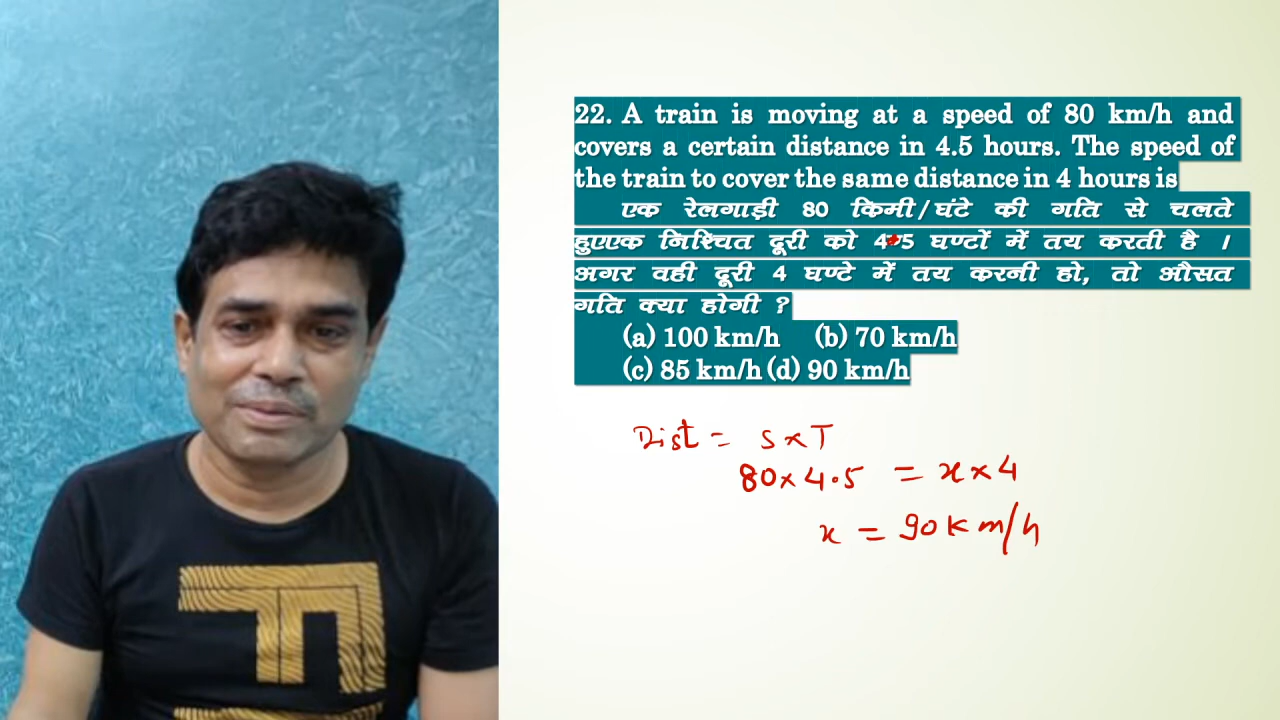 22. A train is moving at a speed of 80 km/h and
covers a certain distance in 4.5 hours. The speed of
the train to cover the same distance in 4 hours is
एक रेलगाड़ी 80 किमी/घंटे की गति से चलते
हुएएक निश्चित दूरी को 4.5 घण्टों में तय करती है ।
अगर वही दूरी 4 घण्टे में तय करनी हो, तो औसत
गति क्या होगी ?
(a) 100 km/h (b) 70 km/h
(c) 85 km/h (d) 90 km/h
Dist = S x T
80 x 4.5 = x x 4
x = 90 km/h